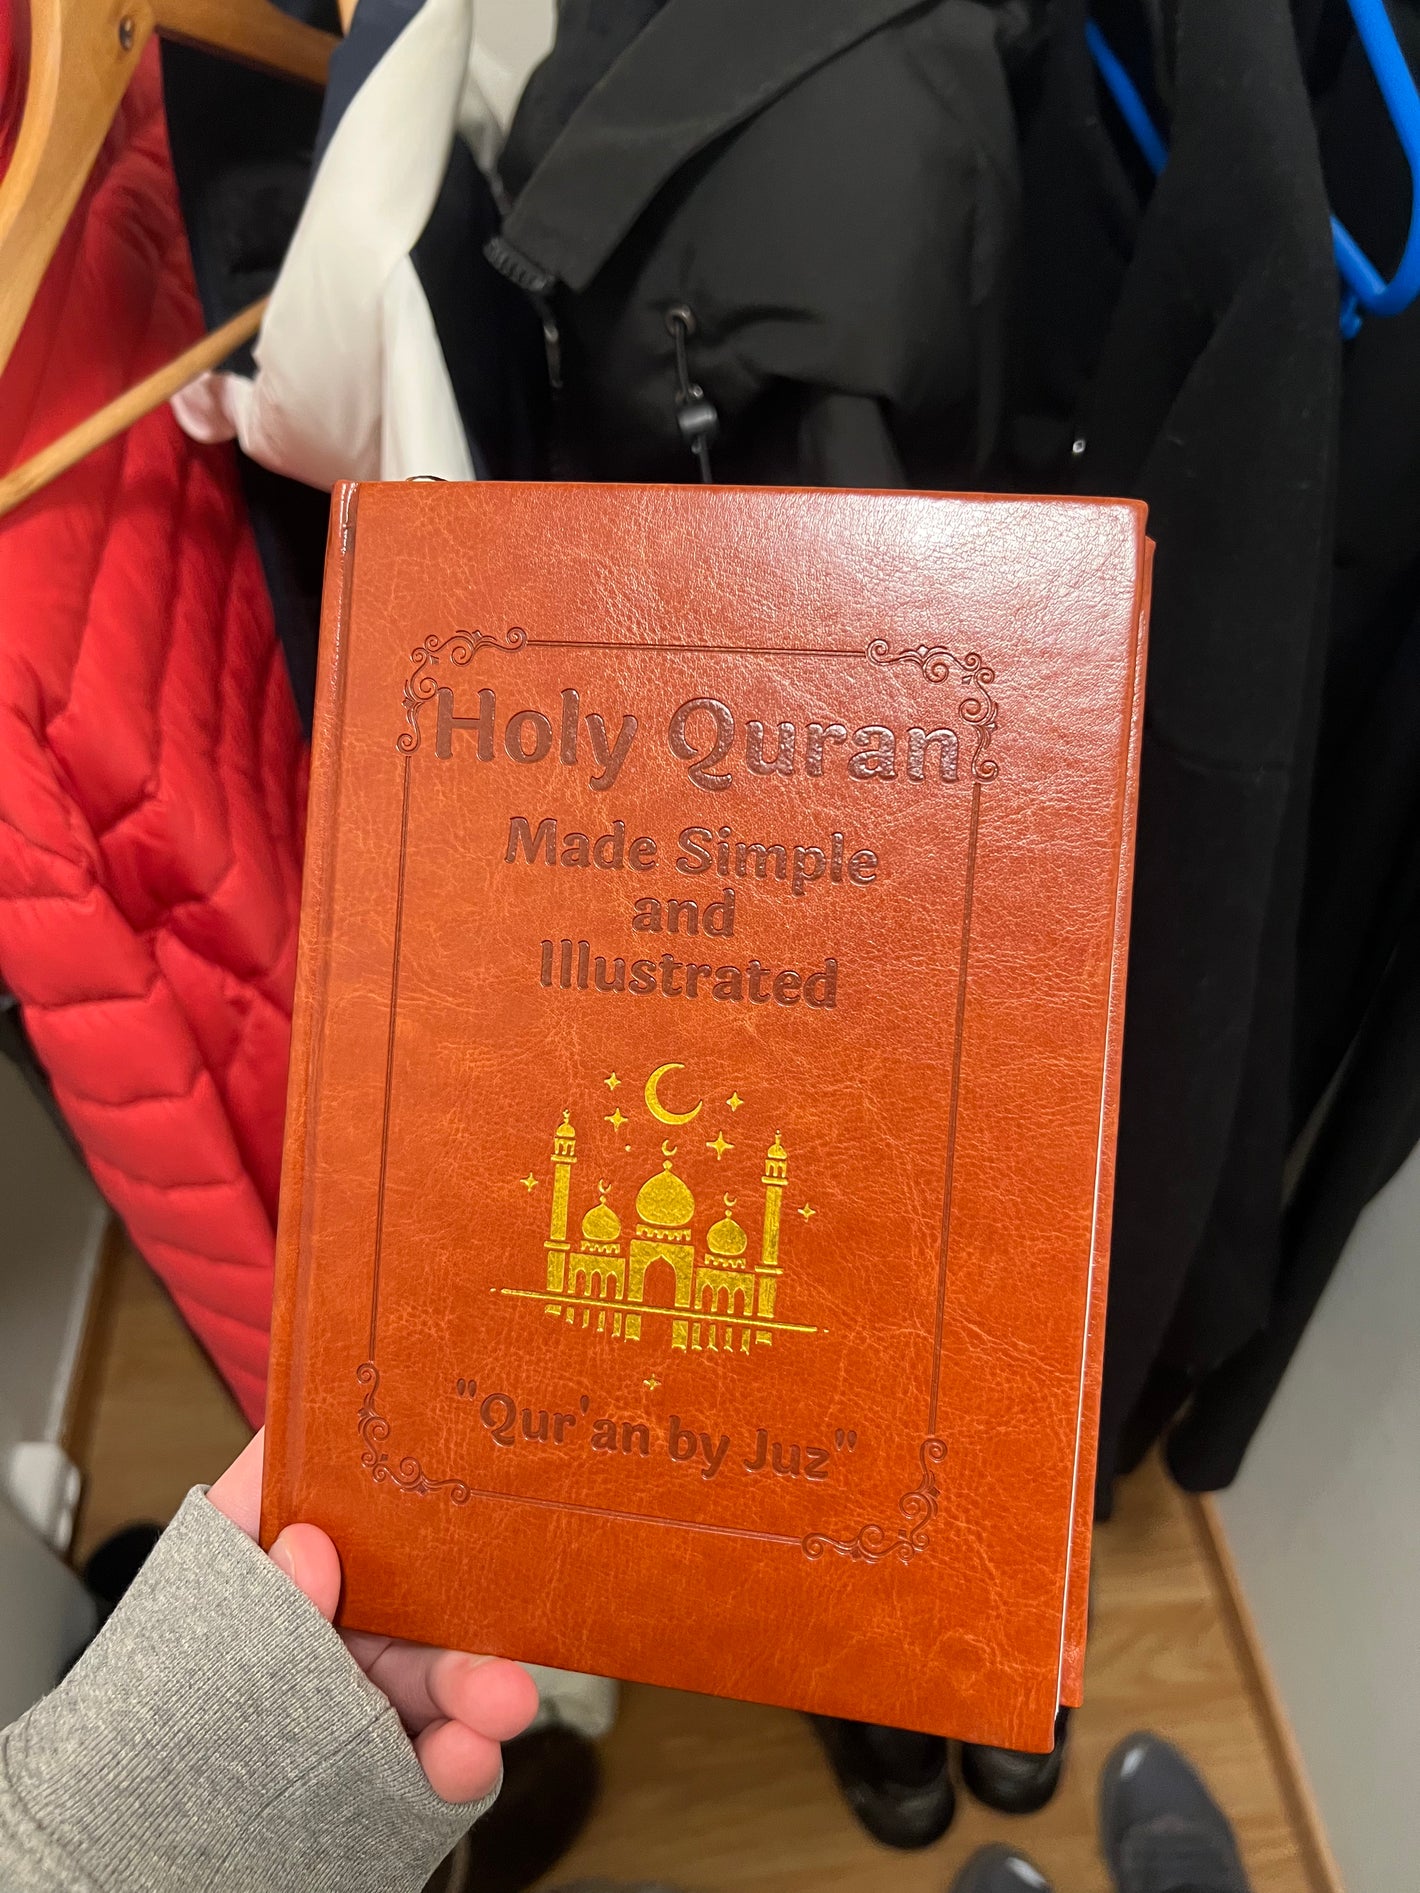 Holy Quran
Made Simple
and
Illustrated
"Qur'an by Juz"